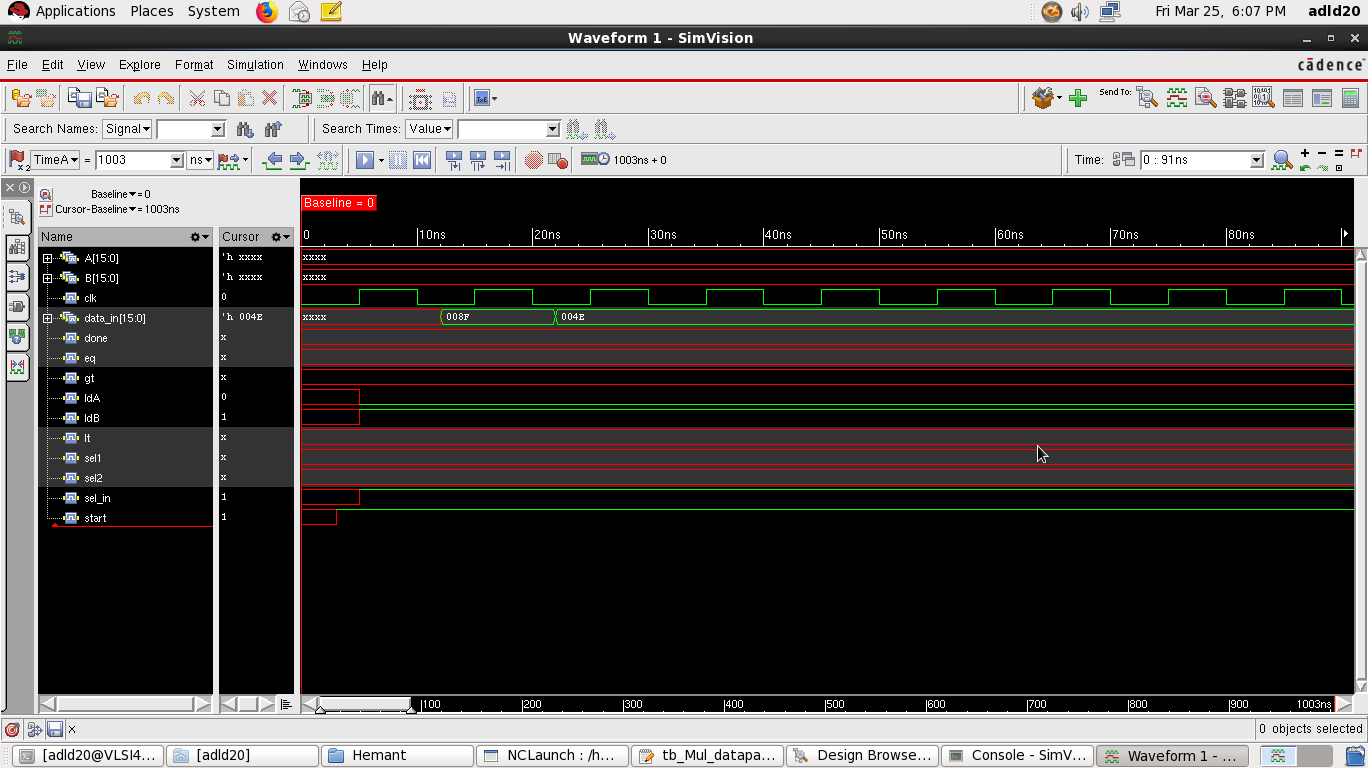 Applications Places System Fri Mar 25, 6:07 PM adld20
Waveform 1 - SimVision
File Edit View Explore Format Simulation Windows Help cādence
Send To:
Search Names: Signal Search Times: Value
x2 TimeA = 1003 ns 1003ns + 0 Time: 0 : 91ns
Baseline = 0
Cursor-Baseline = 1003ns
Baseline = 0
Name Cursor 0 10ns 20ns 30ns 40ns 50ns 60ns 70ns 80ns
A[15:0] 'h xxxx xxxx
B[15:0] 'h xxxx xxxx
clk 0
data_in[15:0] 'h 004E xxxx 008F 004E
done x
eq x
gt x
ldA 0
ldB 1
lt x
sel1 x
sel2 x
sel_in 1
start 1
100 200 300 400 500 600 700 800 900 1003ns
0 objects selected
[adld20@VLSI4... [adld20] Hemant NCLaunch : /h... tb_Mul_datapa... Design Browse... Console - SimV... Waveform 1 - ...